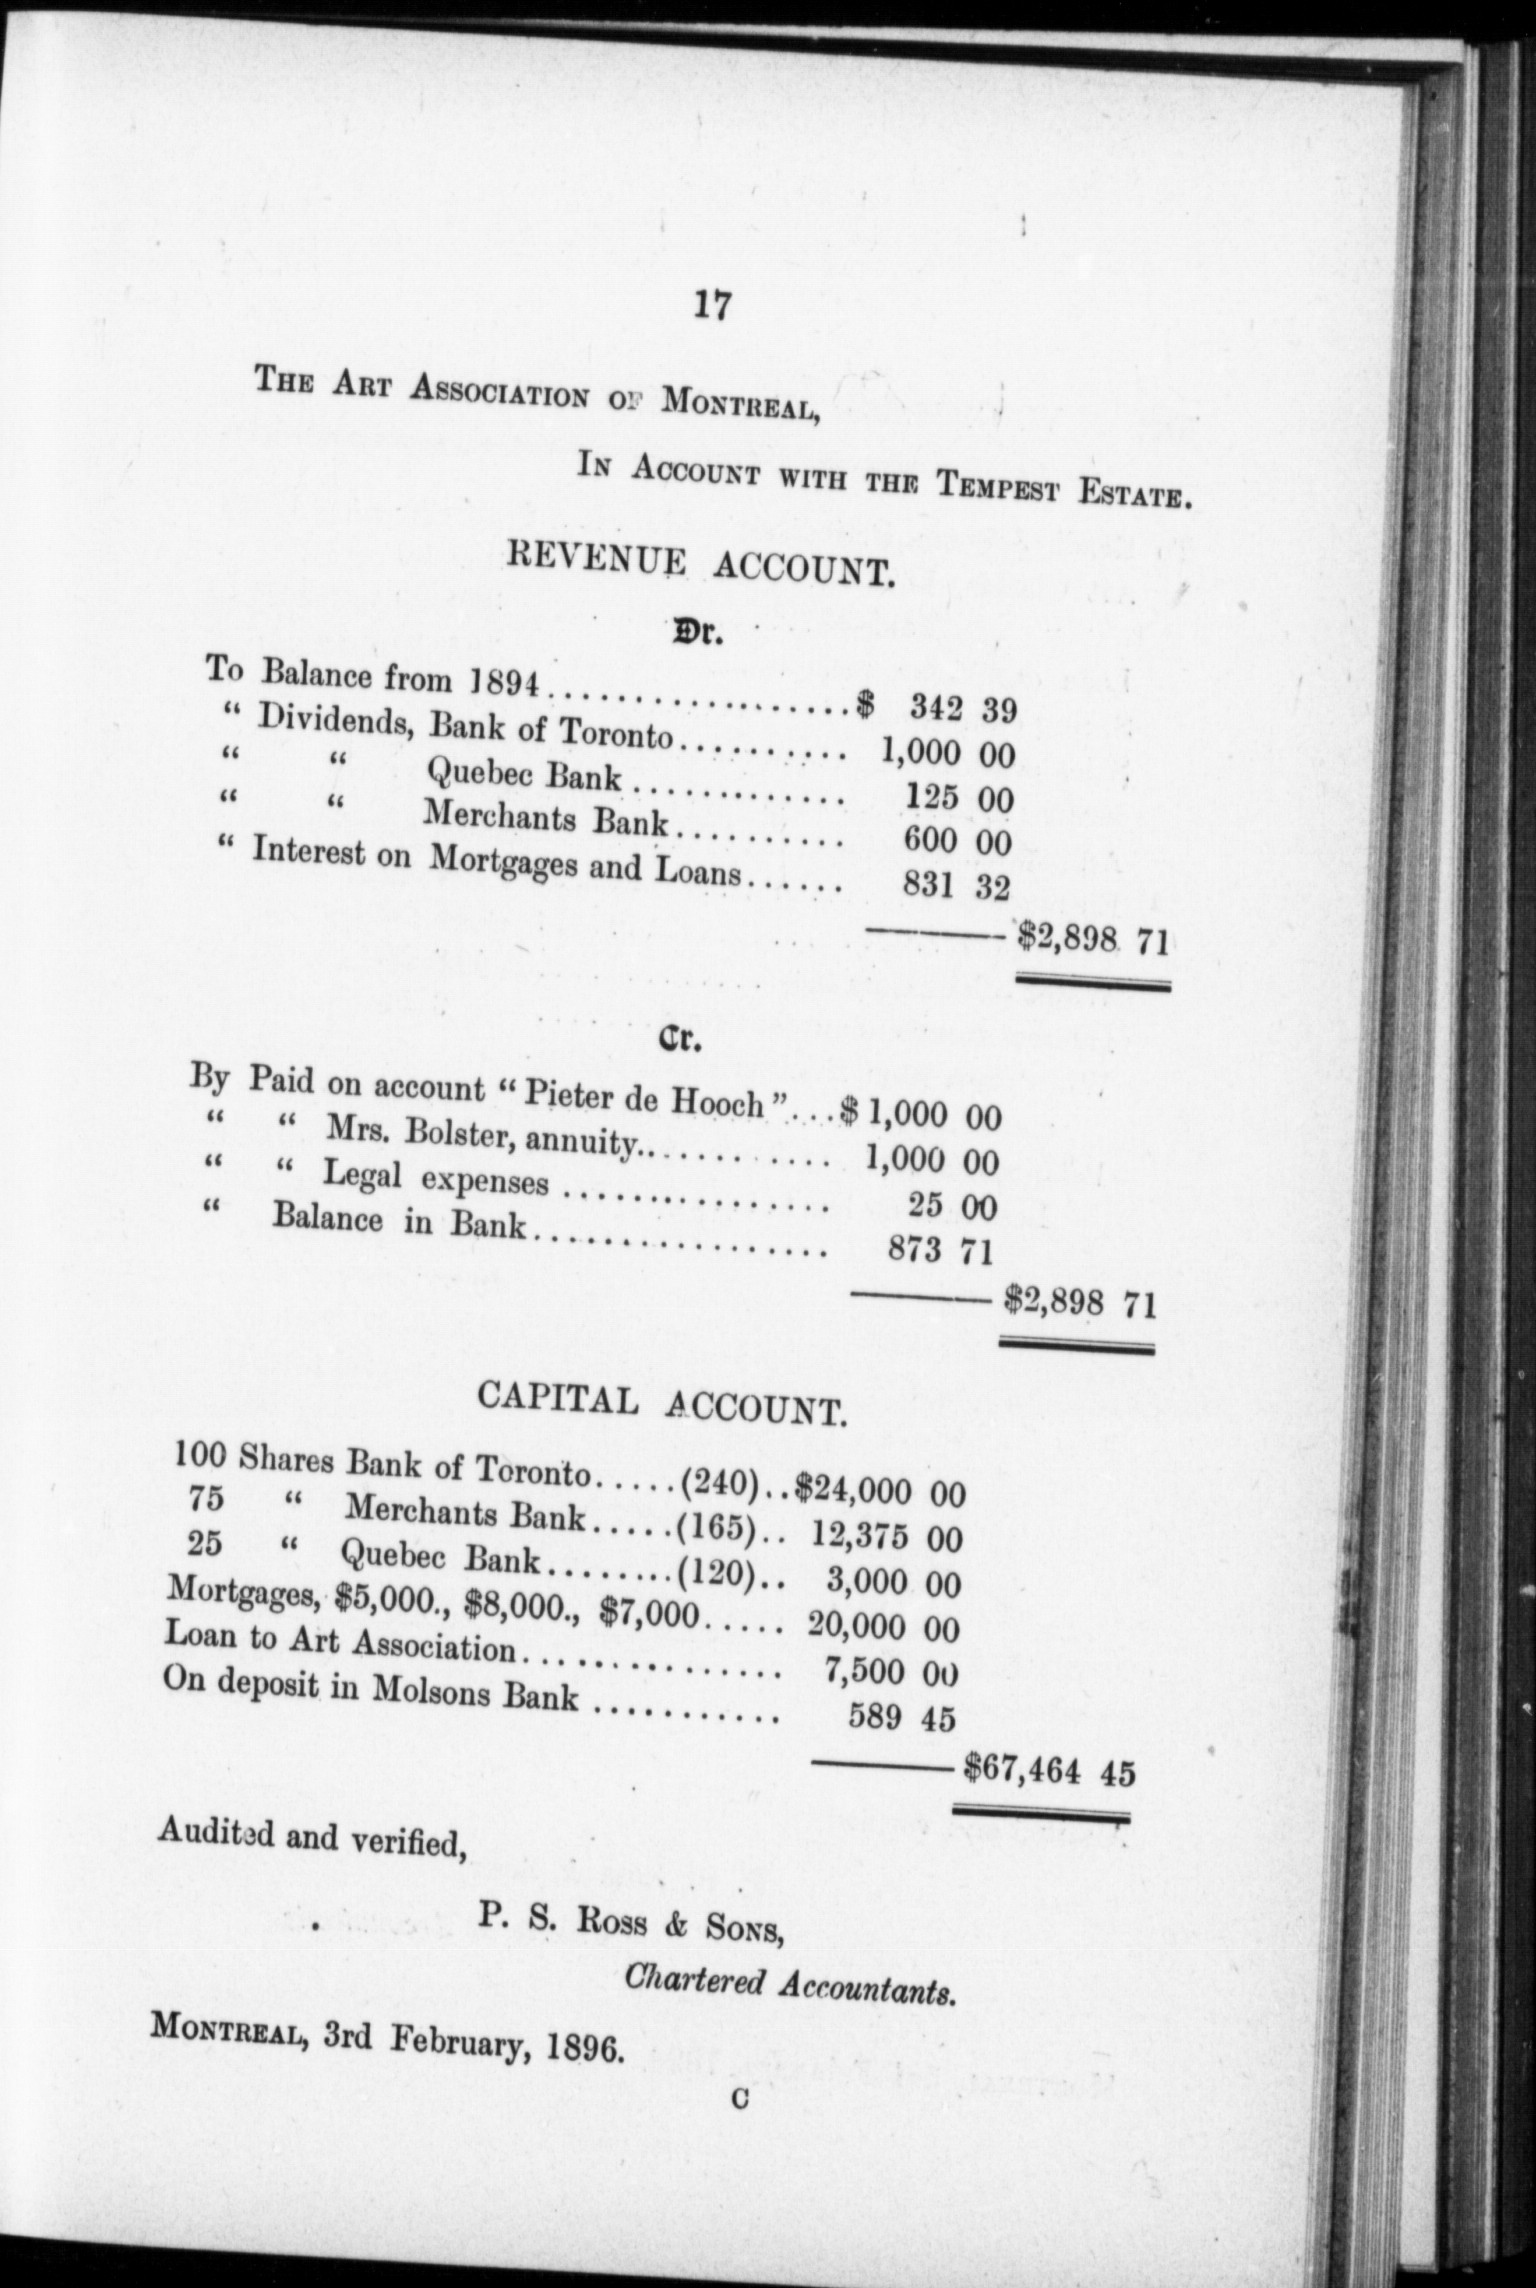 17
THE ART ASSOCIATION OF MONTREAL,
IN ACCOUNT WITH THE TEMPEST ESTATE.
REVENUE ACCOUNT.
Dr.
To Balance from 1894...................$ 342 39
“ Dividends, Bank of Toronto.......... 1,000 00
“ “ Quebec Bank ............. 125 00
“ “ Merchants Bank.......... 600 00
“ Interest on Mortgages and Loans...... 831 32
$2,898 71
Cr.
By Paid on account “Pieter de Hooch”...$ 1,000 00
“ “ Mrs. Bolster, annuity............ 1,000 00
“ “ Legal expenses ................ 25 00
“ Balance in Bank.................. 873 71
$2,898 71
CAPITAL ACCOUNT.
100 Shares Bank of Toronto.....(240)..$24,000 00
75 “ Merchants Bank.....(165).. 12,375 00
25 “ Quebec Bank........(120).. 3,000 00
Mortgages, $5,000., $8,000., $7,000..... 20,000 00
Loan to Art Association............... 7,500 00
On deposit in Molsons Bank ........... 589 45
$67,464 45
Audited and verified,
P. S. ROSS & SONS,
Chartered Accountants.
MONTREAL, 3rd February, 1896.
C